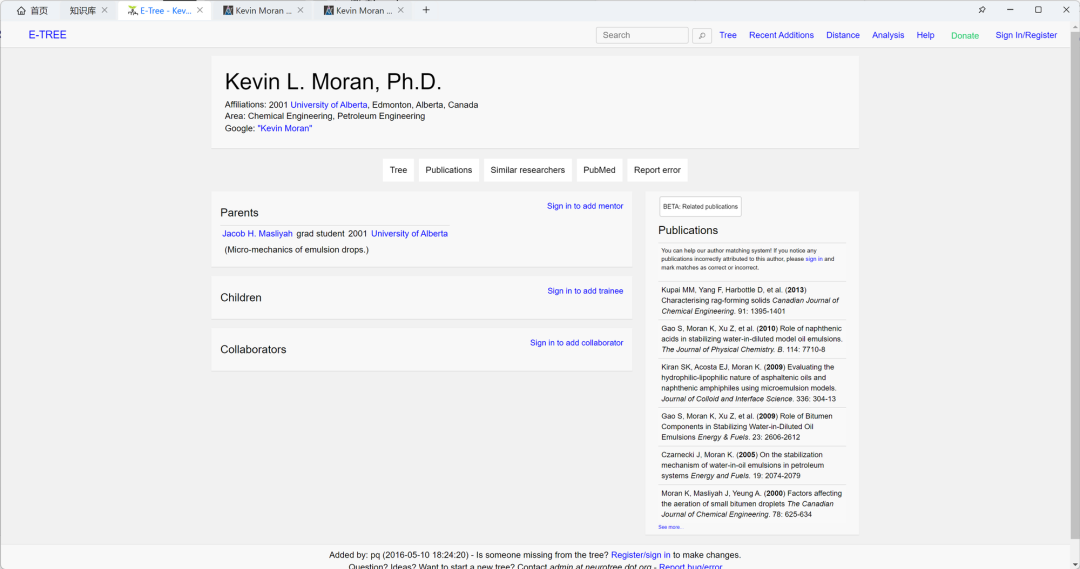 首页
知识库
E-Tree - Kev...
Kevin Moran ...
Kevin Moran ...
E-TREE
Search
Tree
Recent Additions
Distance
Analysis
Help
Donate
Sign In/Register
Kevin L. Moran, Ph.D.
Affiliations: 2001 University of Alberta, Edmonton, Alberta, Canada
Area: Chemical Engineering, Petroleum Engineering
Google: "Kevin Moran"
Tree
Publications
Similar researchers
PubMed
Report error
Parents
Sign in to add mentor
Jacob H. Masliyah grad student 2001 University of Alberta
(Micro-mechanics of emulsion drops.)
Children
Sign in to add trainee
Collaborators
Sign in to add collaborator
BETA: Related publications
Publications
You can help our author matching system! If you notice any
publications incorrectly attributed to this author, please sign in and
mark matches as correct or incorrect.
Kupai MM, Yang F, Harbottle D, et al. (2013)
Characterising rag-forming solids Canadian Journal of
Chemical Engineering. 91: 1395-1401
Gao S, Moran K, Xu Z, et al. (2010) Role of naphthenic
acids in stabilizing water-in-diluted model oil emulsions.
The Journal of Physical Chemistry. B. 114: 7710-8
Kiran SK, Acosta EJ, Moran K. (2009) Evaluating the
hydrophilic-lipophilic nature of asphaltenic oils and
naphthenic amphiphiles using microemulsion models.
Journal of Colloid and Interface Science. 336: 304-13
Gao S, Moran K, Xu Z, et al. (2009) Role of Bitumen
Components in Stabilizing Water-in-Diluted Oil
Emulsions Energy & Fuels. 23: 2606-2612
Czarnecki J, Moran K. (2005) On the stabilization
mechanism of water-in-oil emulsions in petroleum
systems Energy and Fuels. 19: 2074-2079
Moran K, Masliyah J, Yeung A. (2000) Factors affecting
the aeration of small bitumen droplets The Canadian
Journal of Chemical Engineering. 78: 625-634
See more...
Added by: pq (2016-05-10 18:24:20) - Is someone missing from the tree? Register/sign in to make changes.
Question? Ideas? Want to start a new tree? Contact admin at neurotree dot org - Report bug/error